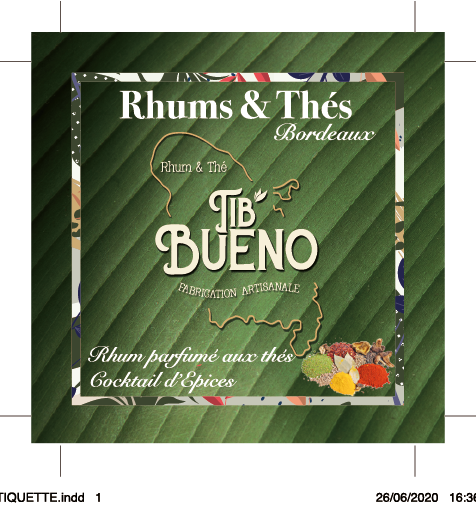 Rhums & Thés
Bordeaux
Rhum & Thé
TIB'
BUENO
FABRICATION ARTISANALE
Rhum parfumé aux thés
Cocktail d'Epices
TIQUETTE.indd 1
26/06/2020 16:36